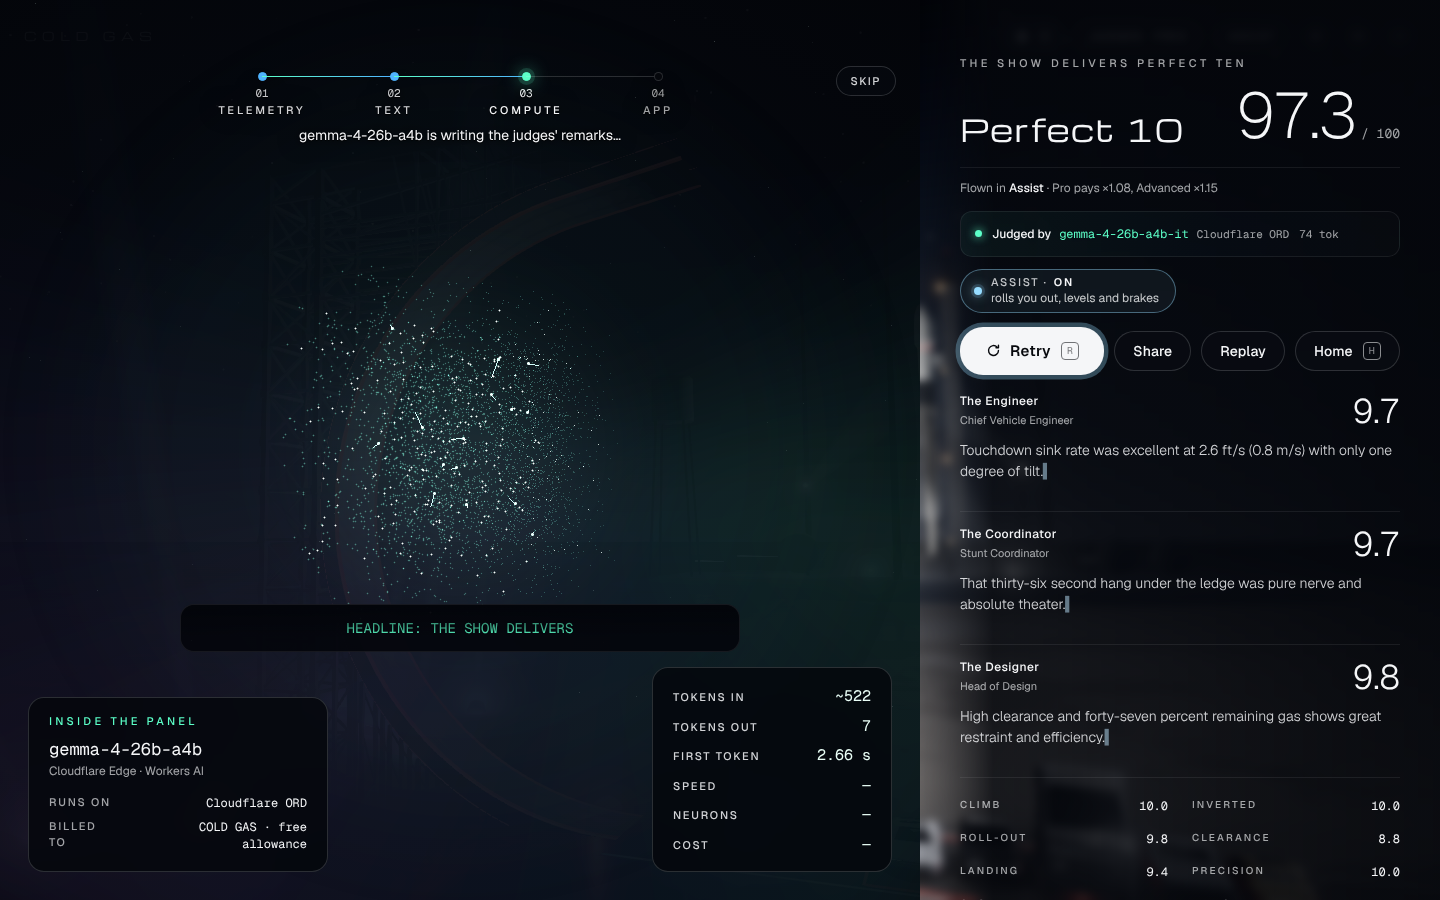 COLD GAS
01
TELEMETRY
02
TEXT
03
COMPUTE
04
APP
SKIP
gemma-4-26b-a4b is writing the judges' remarks…
HEADLINE: THE SHOW DELIVERS
INSIDE THE PANEL
gemma-4-26b-a4b
Cloudflare Edge · Workers AI
RUNS ON Cloudflare ORD
BILLED TO COLD GAS · free allowance
TOKENS IN ~522
TOKENS OUT 7
FIRST TOKEN 2.66 s
SPEED —
NEURONS —
COST —
THE SHOW DELIVERS PERFECT TEN
Perfect 10 97.3 / 100
Flown in Assist · Pro pays ×1.08, Advanced ×1.15
Judged by gemma-4-26b-a4b-it Cloudflare ORD 74 tok
ASSIST · ON
rolls you out, levels and brakes
Retry R Share Replay Home H
The Engineer 9.7
Chief Vehicle Engineer
Touchdown sink rate was excellent at 2.6 ft/s (0.8 m/s) with only one
degree of tilt.
The Coordinator 9.7
Stunt Coordinator
That thirty-six second hang under the ledge was pure nerve and
absolute theater.
The Designer 9.8
Head of Design
High clearance and forty-seven percent remaining gas shows great
restraint and efficiency.
CLIMB 10.0 INVERTED 10.0
ROLL-OUT 9.8 CLEARANCE 8.8
LANDING 9.4 PRECISION 10.0